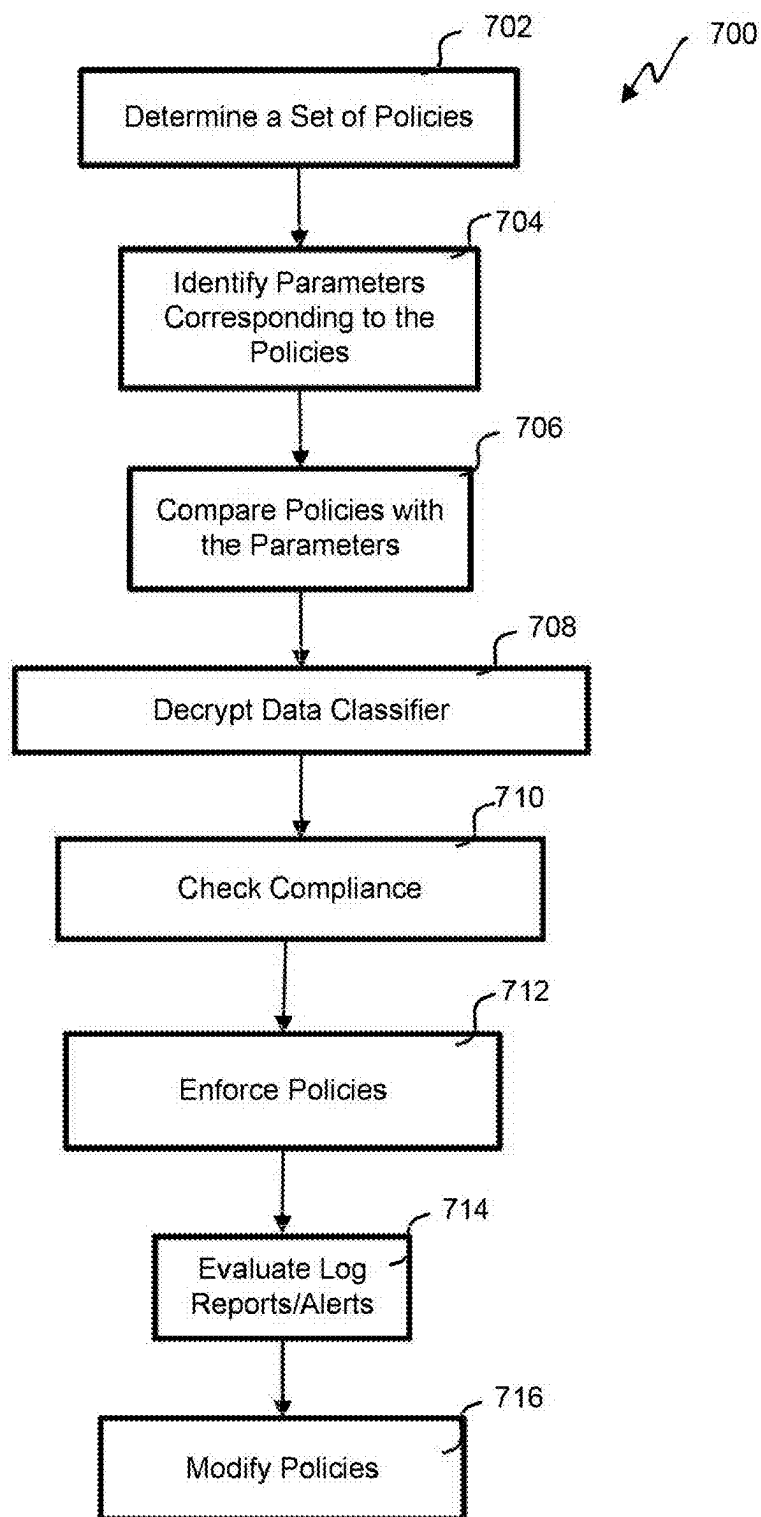 702
700
Determine a Set of Policies
704
Identify Parameters
Corresponding to the
Policies
706
Compare Policies with
the Parameters
708
Decrypt Data Classifier
710
Check Compliance
712
Enforce Policies
714
Evaluate Log
Reports/Alerts
716
Modify Policies